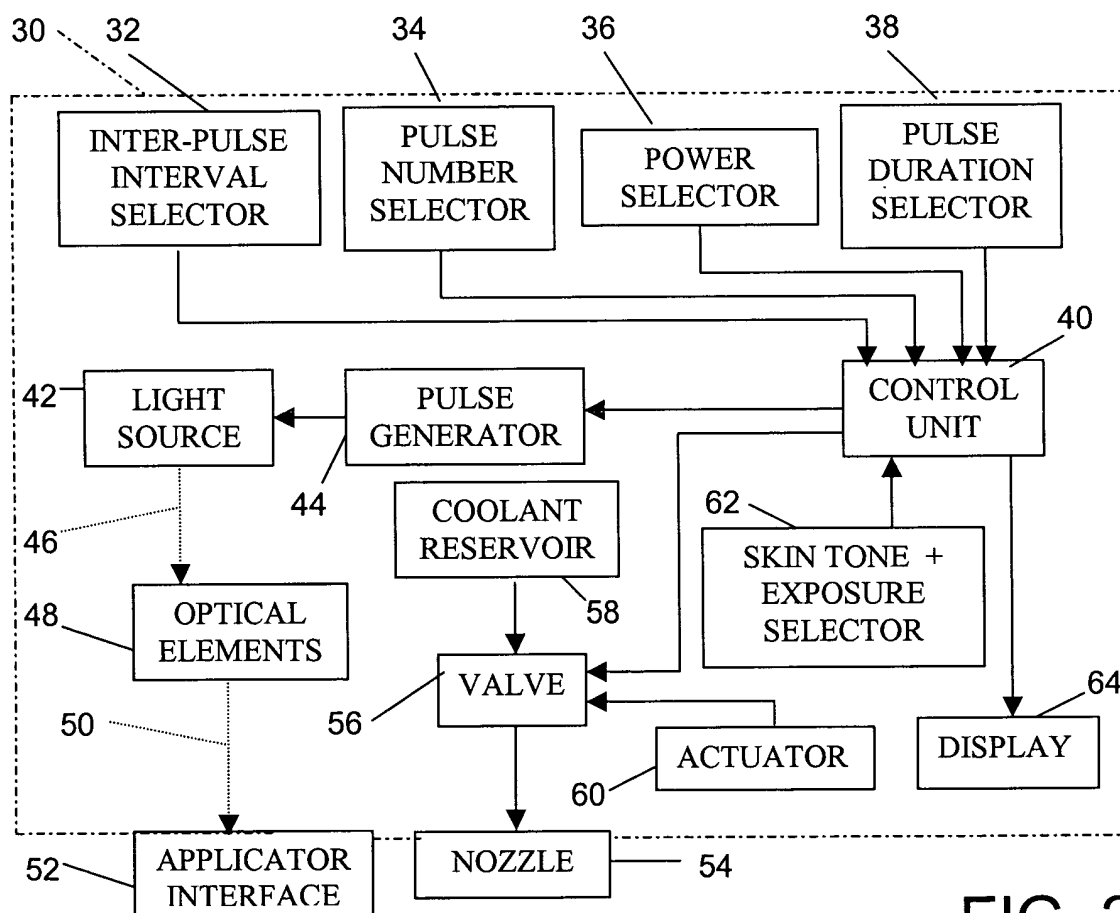 30
32
34
36
38
INTER-PULSE
INTERVAL
SELECTOR
PULSE
NUMBER
SELECTOR
POWER
SELECTOR
PULSE
DURATION
SELECTOR
40
CONTROL
UNIT
42
LIGHT
SOURCE
PULSE
GENERATOR
44
46
COOLANT
RESERVOIR
58
62
SKIN TONE +
EXPOSURE
SELECTOR
48
OPTICAL
ELEMENTS
50
56
VALVE
60
ACTUATOR
64
DISPLAY
52
APPLICATOR
INTERFACE
NOZZLE
54
FIG.